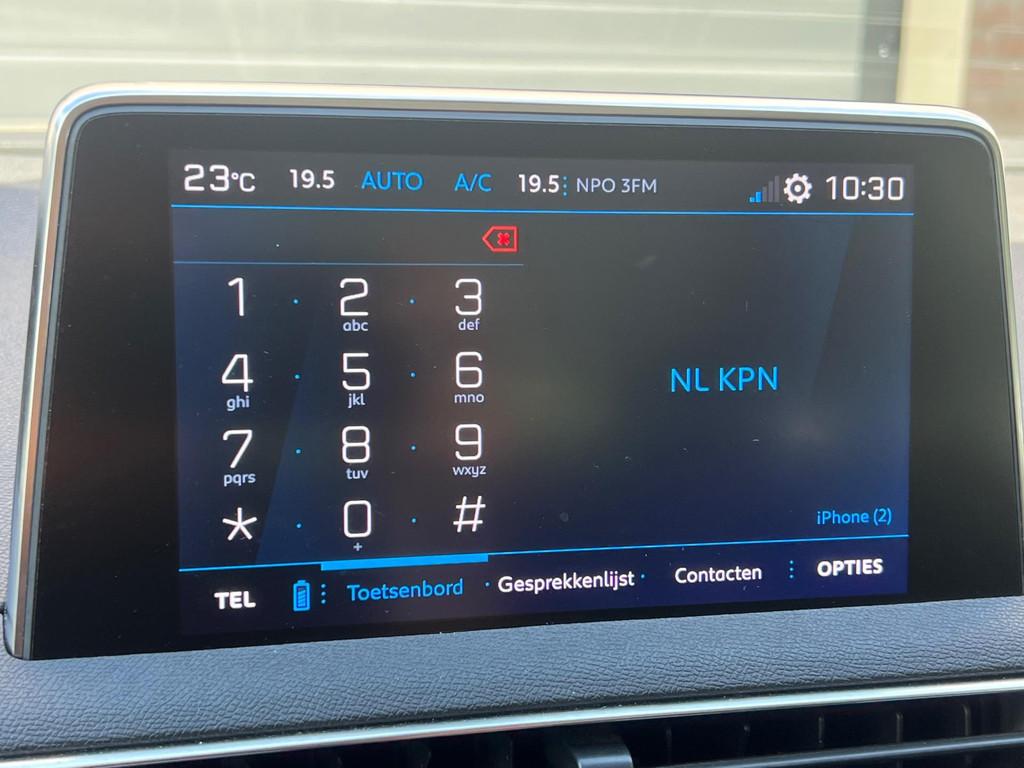 23°C 19.5 AUTO A/C 19.5 NPO 3FM 10:30
1 2 3
abc def
4 5 6
ghi jkl mno
NL KPN
7 8 9
pqrs tuv wxyz
* 0 #
+
iPhone (2)
TEL Toetsenbord Gesprekkenlijst Contacten OPTIES